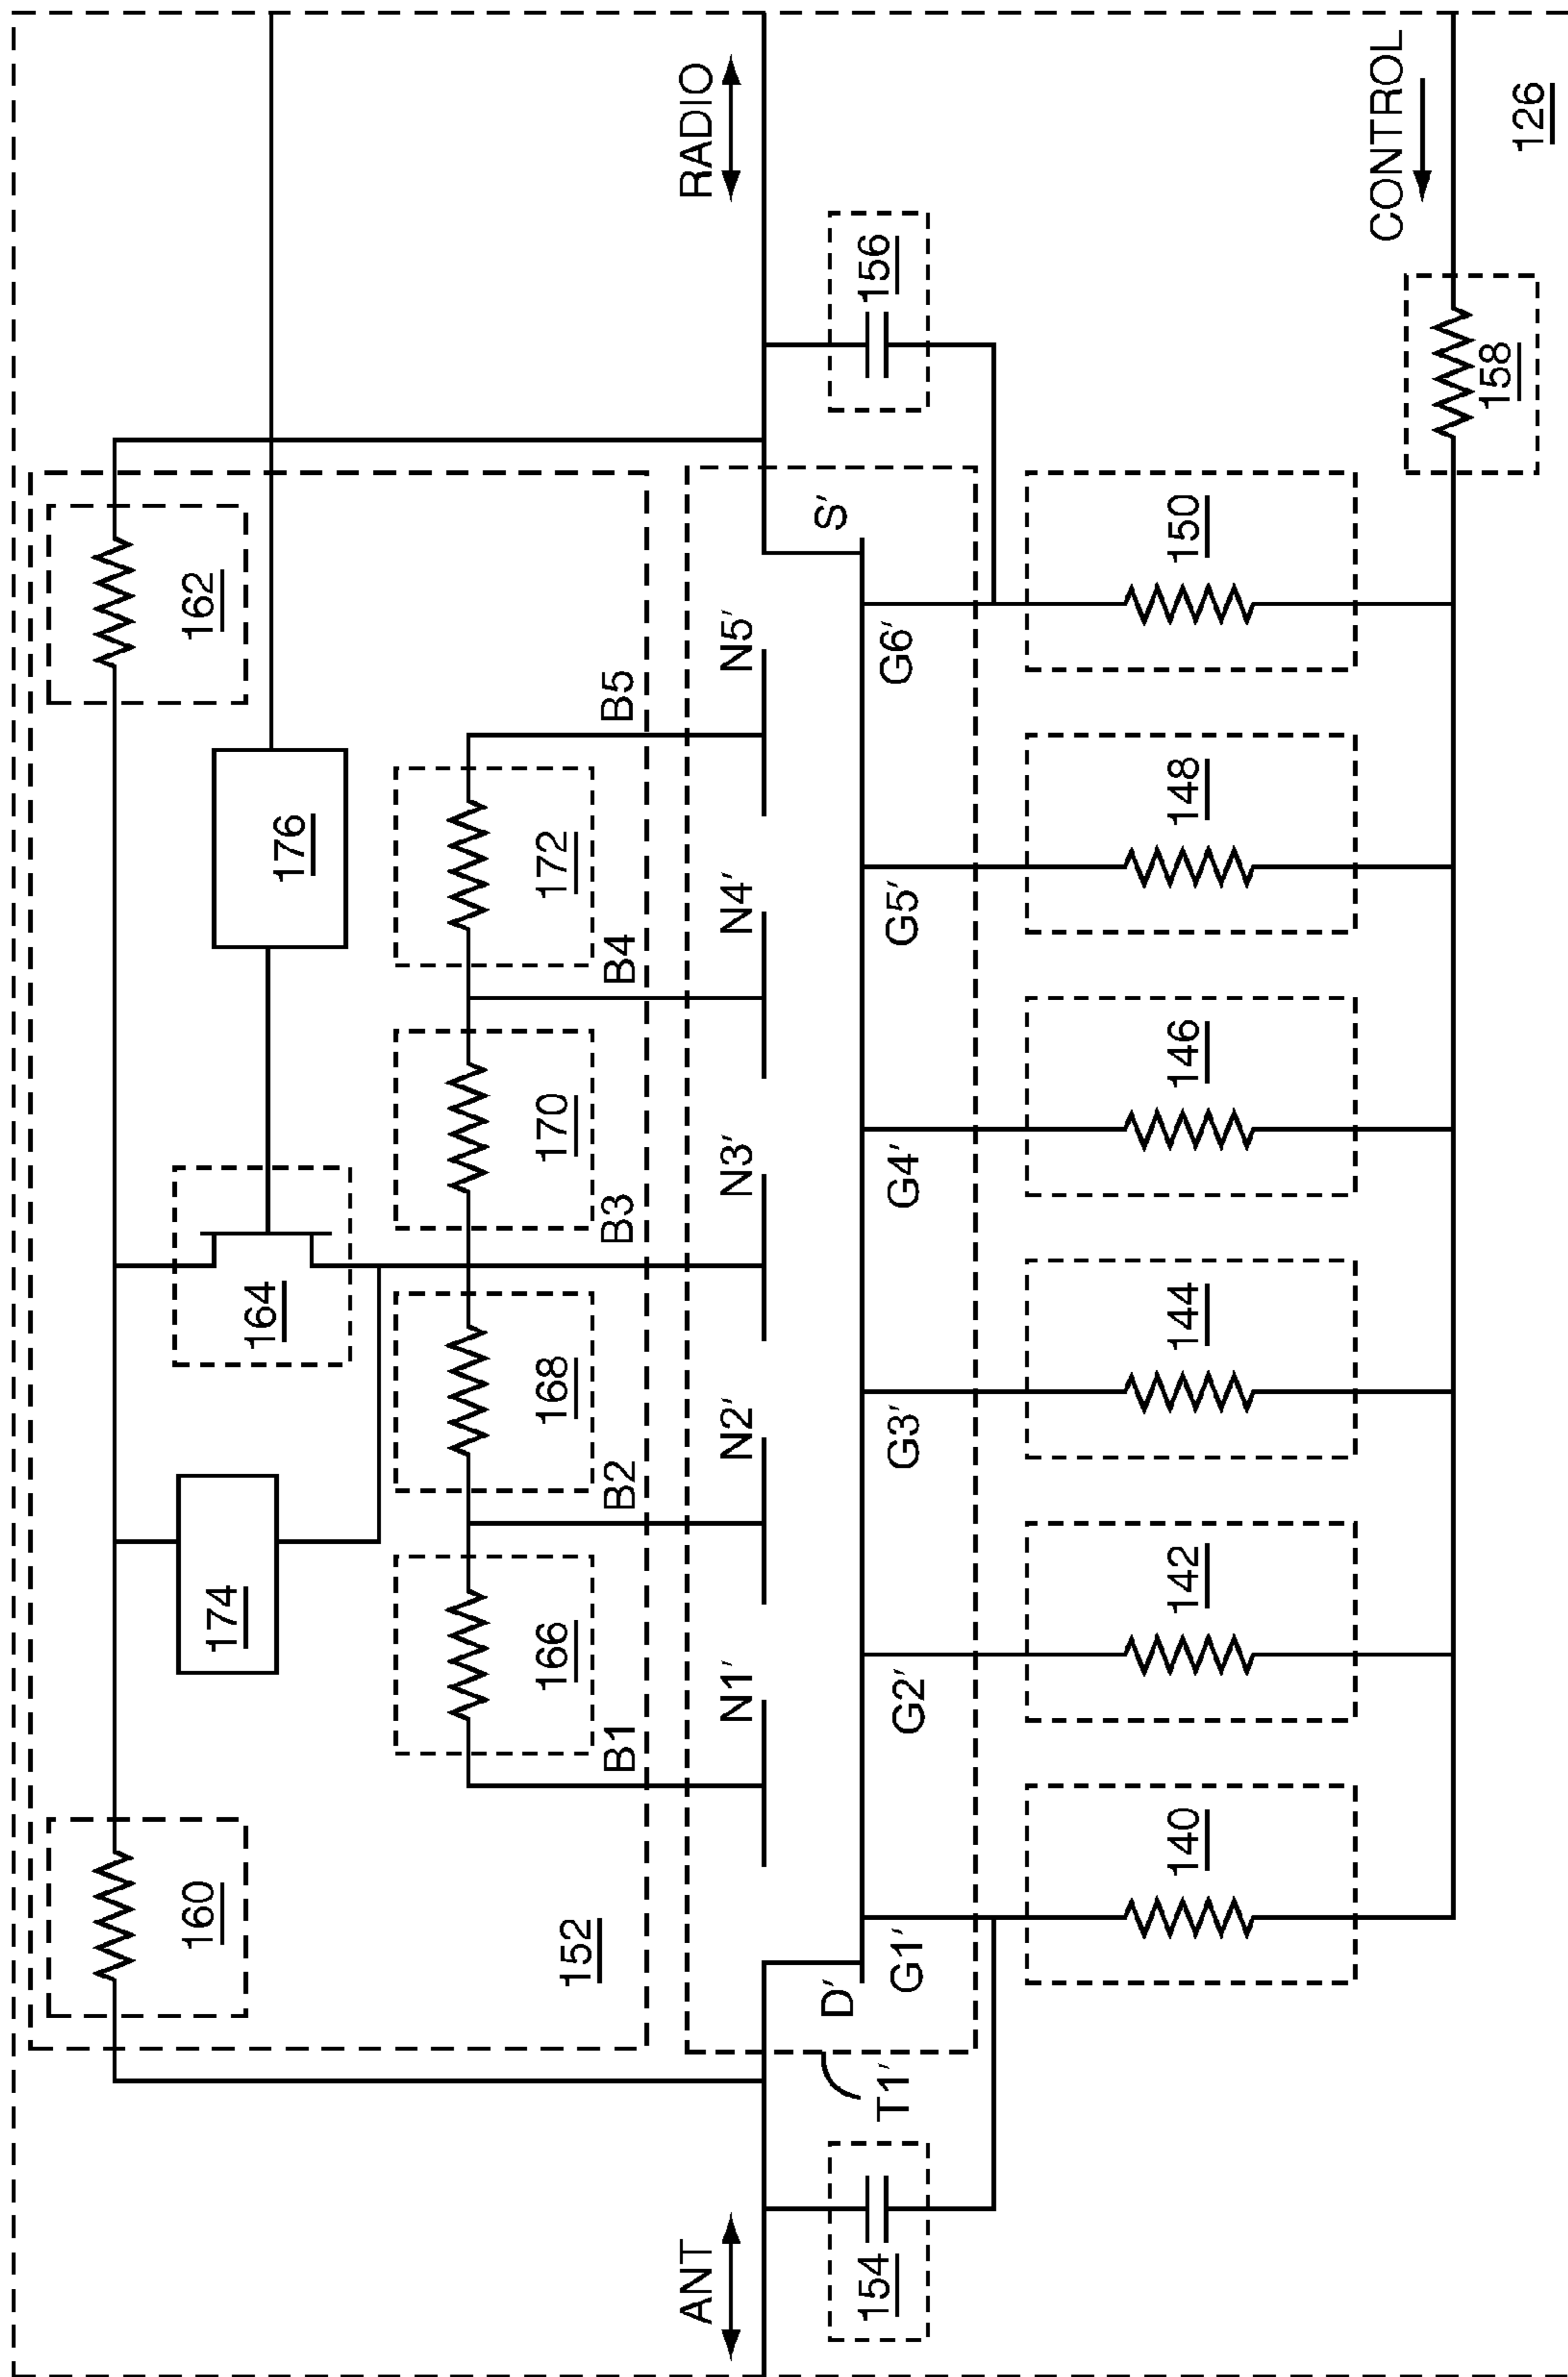 162
176
RADIO
164
174
172
B5
156
170
B4
168
B3
166
B2
160
B1
152
N5′
N4′
N3′
N2′
N1′
ANT
S′
D′
T1′
154
G6′
G5′
G4′
G3′
G2′
G1′
150
148
146
144
142
140
CONTROL
158
126